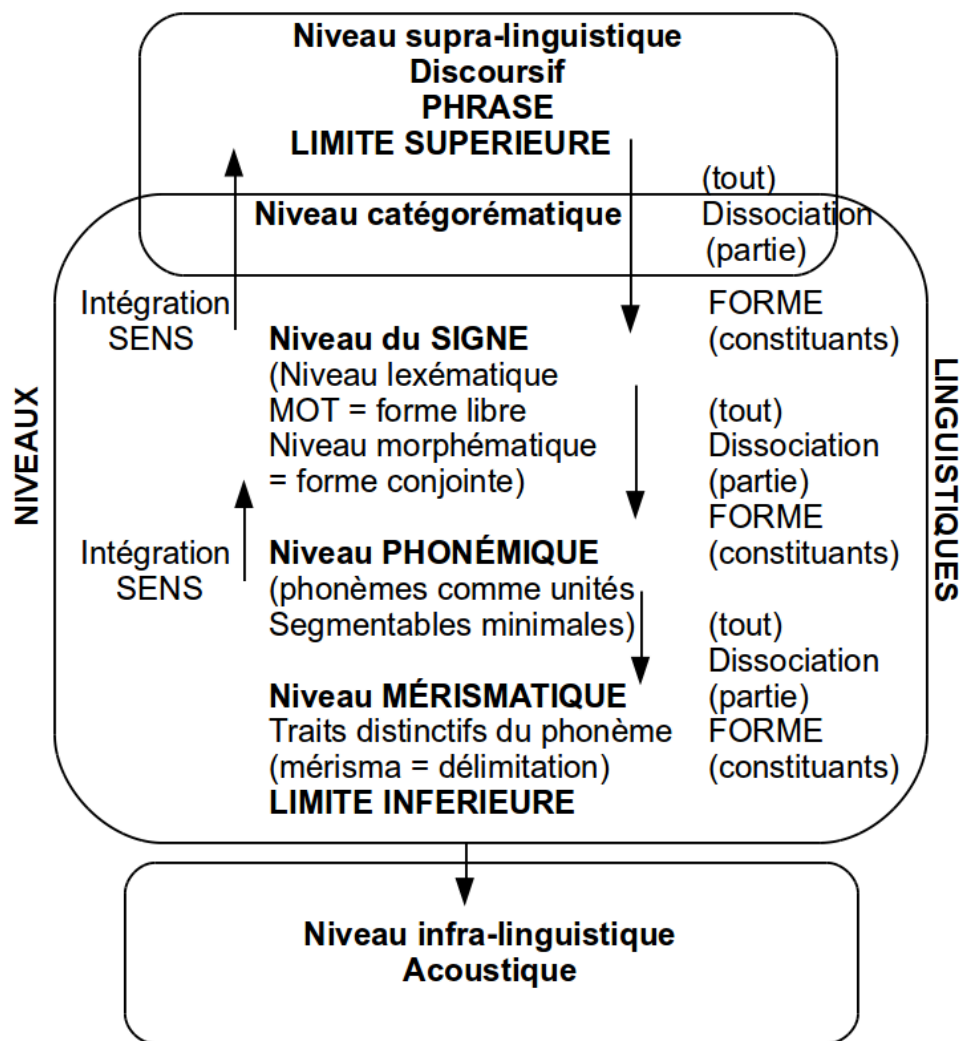 Niveau supra-linguistique
Discoursif
PHRASE
LIMITE SUPERIEURE
(tout)
Niveau catégorématique
Dissociation
(partie)
Intégration
SENS
FORME
(constituants)
Niveau du SIGNE
(Niveau lexématique
MOT = forme libre
Niveau morphématique
= forme conjointe)
(tout)
Dissociation
(partie)
FORME
(constituants)
NIVEAUX
LINGUISTIQUES
Intégration
SENS
Niveau PHONÉMIQUE
(phonèmes comme unités
Segmentables minimales)
(tout)
Dissociation
(partie)
FORME
(constituants)
Niveau MÉRISMATIQUE
Traits distinctifs du phonème
(mérisma = délimitation)
LIMITE INFERIEURE
Niveau infra-linguistique
Acoustique